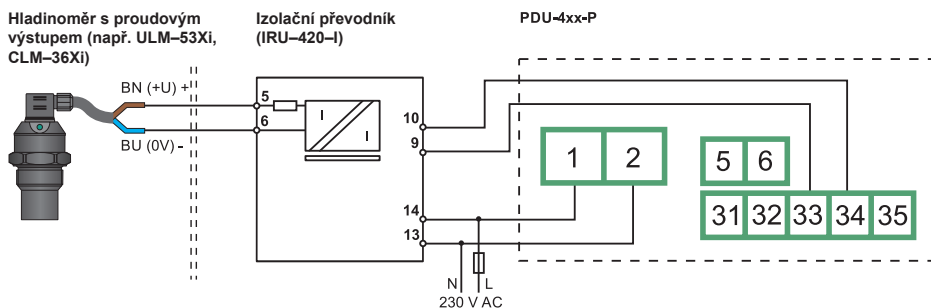 Hladinoměr s proudovým
výstupem (např. ULM–53Xi,
CLM–36Xi)
Izolační převodník
(IRU–420–I)
PDU-4xx-P
BN (+U) +
BU (0V) -
5
6
I
I
10
9
14
13
1 2
5 6
31 32 33 34 35
N L
230 V AC